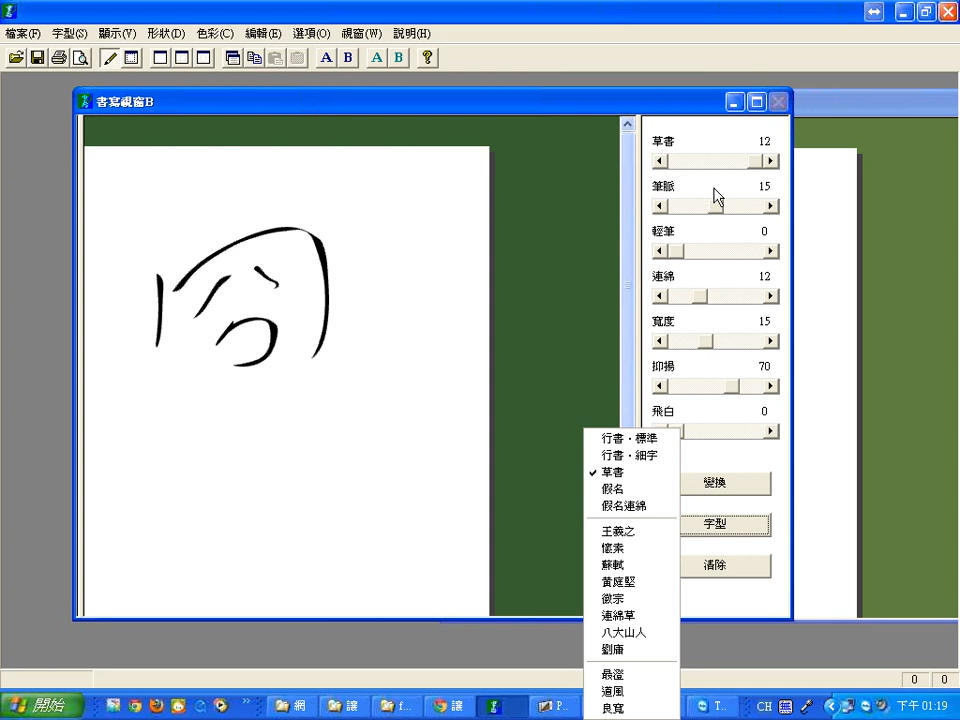 檔案(F) 字型(S) 顯示(V) 形狀(D) 色彩(C) 編輯(E) 選項(O) 視窗(W) 說明(H)
A B A B ?
書寫視窗B
草書 12
筆脈 15
輕筆 0
連綿 12
寬度 15
抑揚 70
飛白 0
變換
字型
清除
行書・標準
行書・細字
草書
假名
假名連綿
王羲之
懷素
蘇軾
黃庭堅
徽宗
連綿草
八大山人
劉庸
最澄
道風
良寬
0 0
開始 網 讓 f... 讓 P... T... CH 下午 01:19